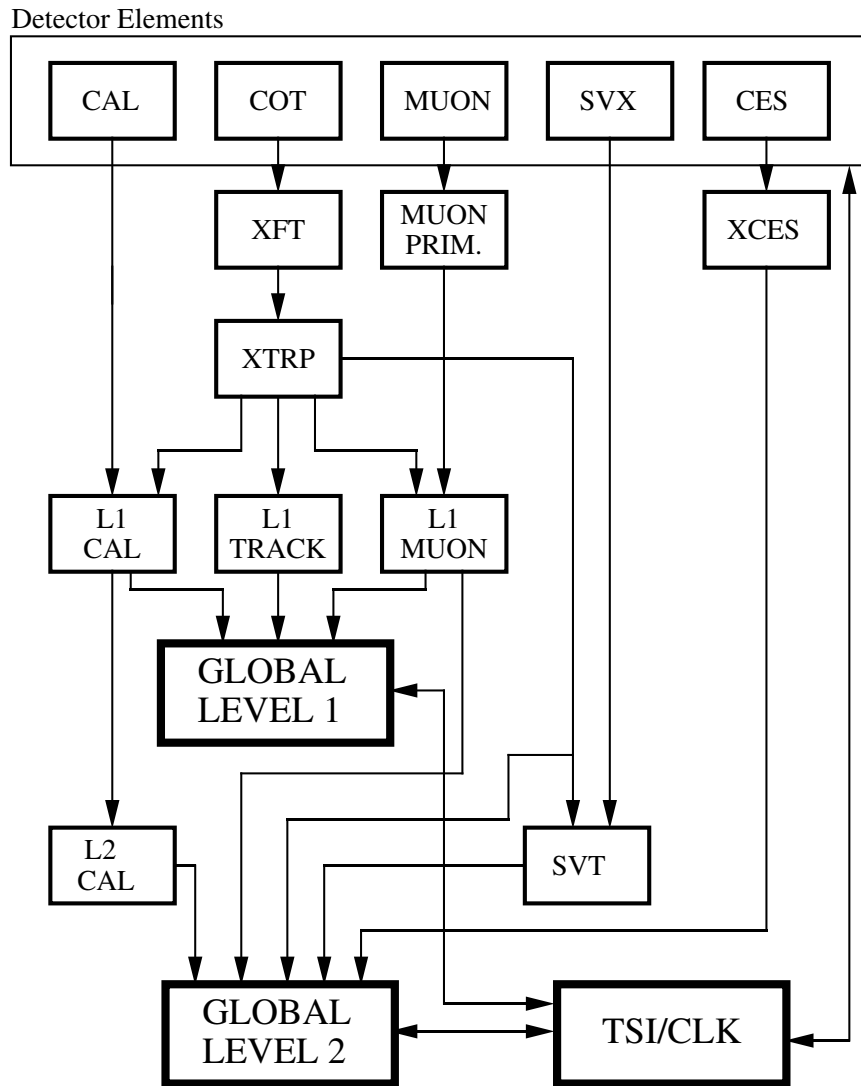 Detector Elements
CAL
COT
MUON
SVX
CES
XFT
MUON
PRIM.
XCES
XTRP
L1
CAL
L1
TRACK
L1
MUON
GLOBAL
LEVEL 1
L2
CAL
SVT
GLOBAL
LEVEL 2
TSI/CLK